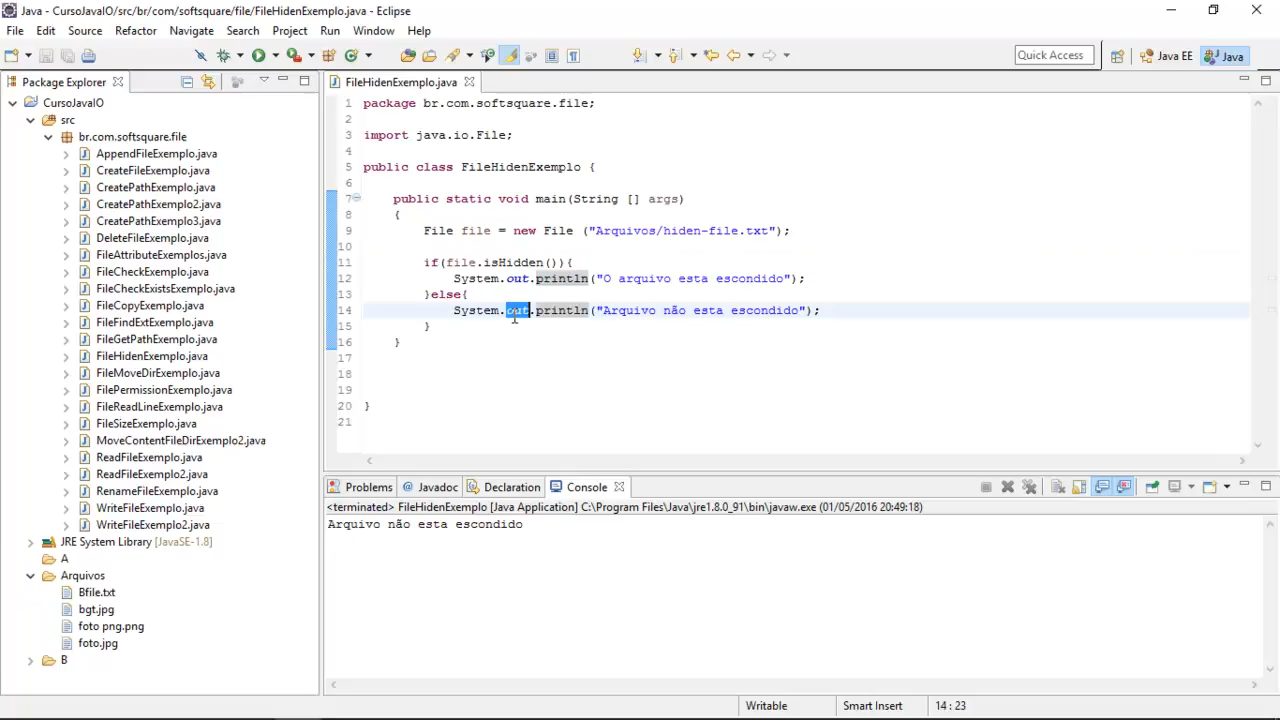 Java - CursoJavaIO/src/br/com/softsquare/file/FileHidenExemplo.java - Eclipse
File Edit Source Refactor Navigate Search Project Run Window Help
Quick Access
Java EE
Java
Package Explorer
CursoJavaIO
src
br.com.softsquare.file
AppendFileExemplo.java
CreateFileExemplo.java
CreatePathExemplo.java
CreatePathExemplo2.java
CreatePathExemplo3.java
DeleteFileExemplo.java
FileAttributeExemplos.java
FileCheckExemplo.java
FileCheckExistsExemplo.java
FileCopyExemplo.java
FileFindExtExemplo.java
FileGetPathExemplo.java
FileHidenExemplo.java
FileMoveDirExemplo.java
FilePermissionExemplo.java
FileReadLineExemplo.java
FileSizeExemplo.java
MoveContentFileDirExemplo2.java
ReadFileExemplo.java
ReadFileExemplo2.java
RenameFileExemplo.java
WriteFileExemplo.java
WriteFileExemplo2.java
JRE System Library [JavaSE-1.8]
A
Arquivos
Bfile.txt
bgt.jpg
foto png.png
foto.jpg
B
FileHidenExemplo.java
1 package br.com.softsquare.file;
2
3 import java.io.File;
4
5 public class FileHidenExemplo {
6
7 public static void main(String [] args)
8 {
9 File file = new File ("Arquivos/hiden-file.txt");
10
11 if(file.isHidden()){
12 System.out.println("O arquivo esta escondido");
13 }else{
14 System.out.println("Arquivo não esta escondido");
15 }
16 }
17
18
19
20 }
21
Problems Javadoc Declaration Console
<terminated> FileHidenExemplo [Java Application] C:\Program Files\Java\jre1.8.0_91\bin\javaw.exe (01/05/2016 20:49:18)
Arquivo não esta escondido
Writable Smart Insert 14 : 23